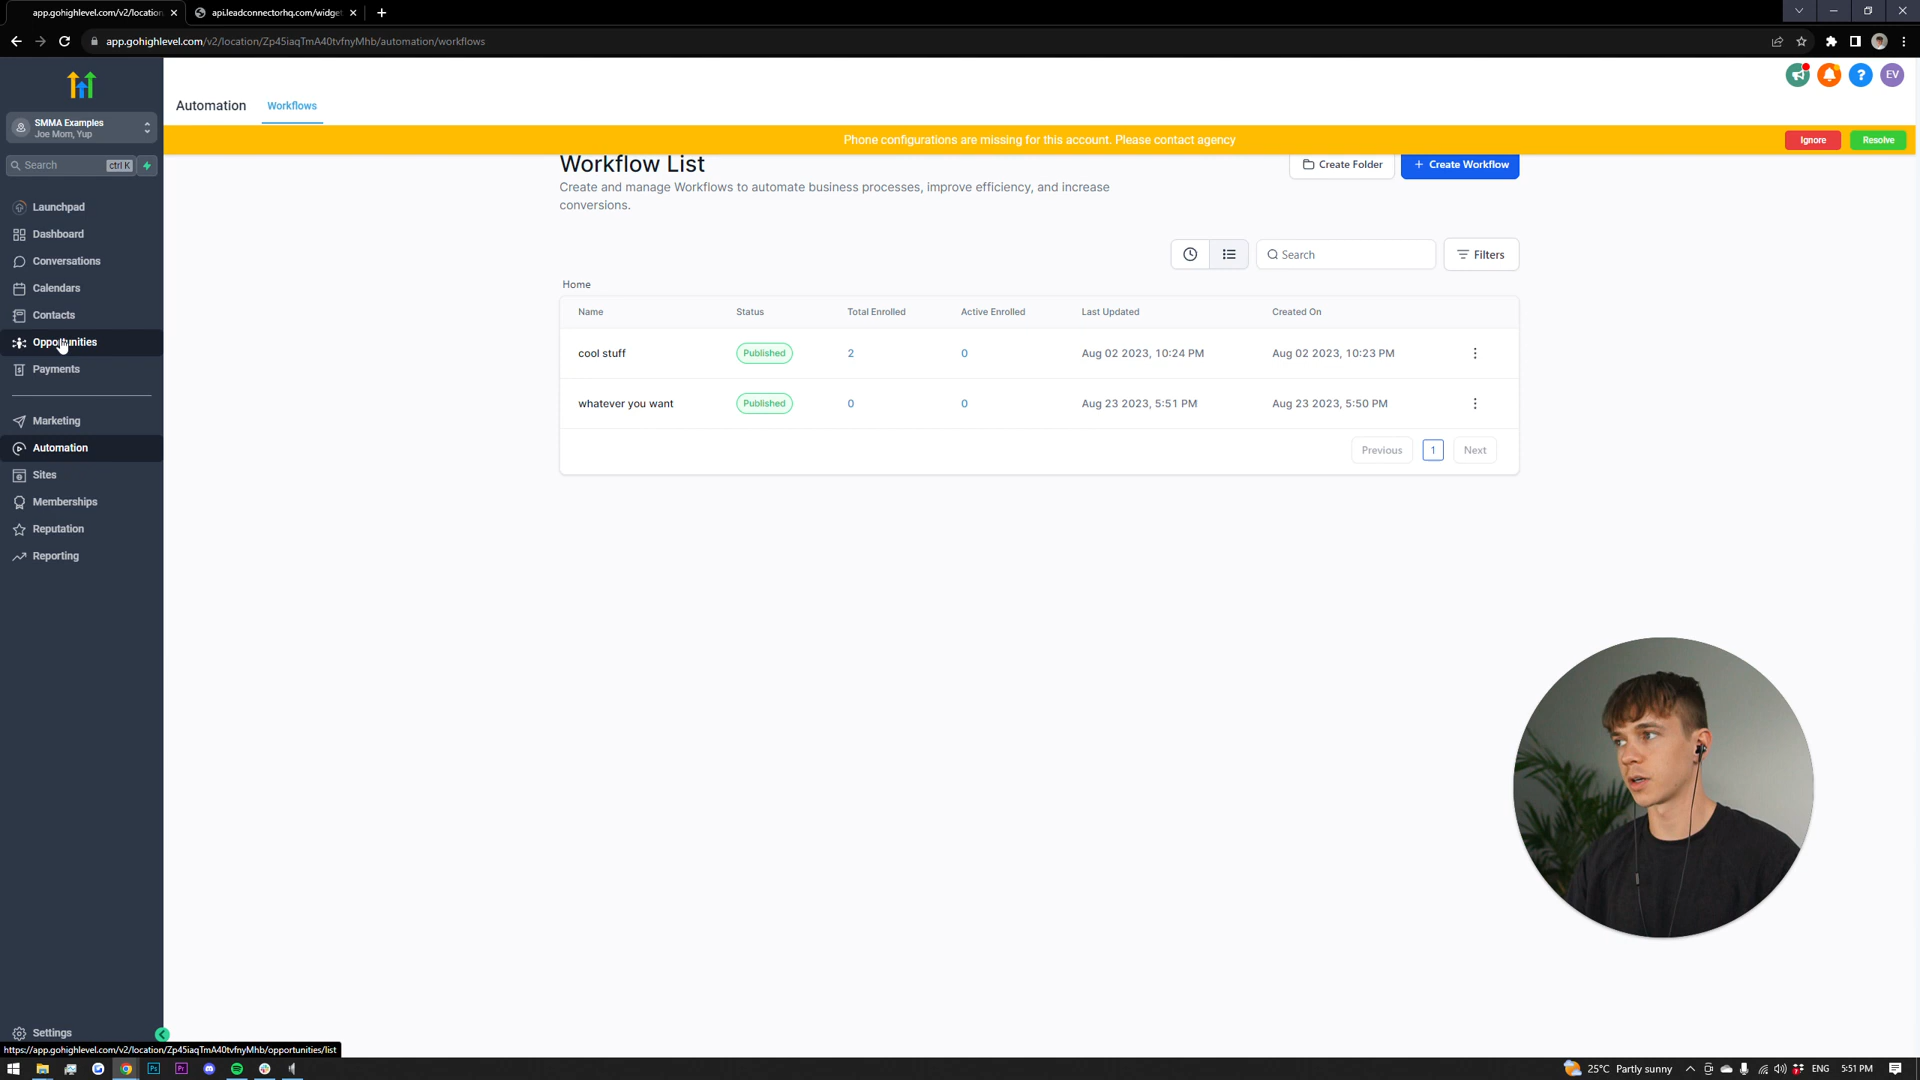 app.gohighlevel.com/v2/location
api.leadconnectorhq.com/widge
app.gohighlevel.com/v2/location/Zp45iaqTmA40tvfnyMhb/automation/workflows
EV
Automation
Workflows
SMMA Examples
Joe Mom, Yup
Phone configurations are missing for this account. Please contact agency
Ignore
Resolve
Search
ctrl K
Workflow List
Create Folder
+ Create Workflow
Create and manage Workflows to automate business processes, improve efficiency, and increase
conversions.
Launchpad
Dashboard
Conversations
Calendars
Contacts
Opportunities
Payments
Marketing
Automation
Sites
Memberships
Reputation
Reporting
Search
Filters
Home
Name Status Total Enrolled Active Enrolled Last Updated Created On
cool stuff Published 2 0 Aug 02 2023, 10:24 PM Aug 02 2023, 10:23 PM
whatever you want Published 0 0 Aug 23 2023, 5:51 PM Aug 23 2023, 5:50 PM
Previous 1 Next
Settings
https://app.gohighlevel.com/v2/location/Zp45iaqTmA40tvfnyMhb/opportunities/list
Ps
Pr
25°C Partly sunny
ENG
5:51 PM